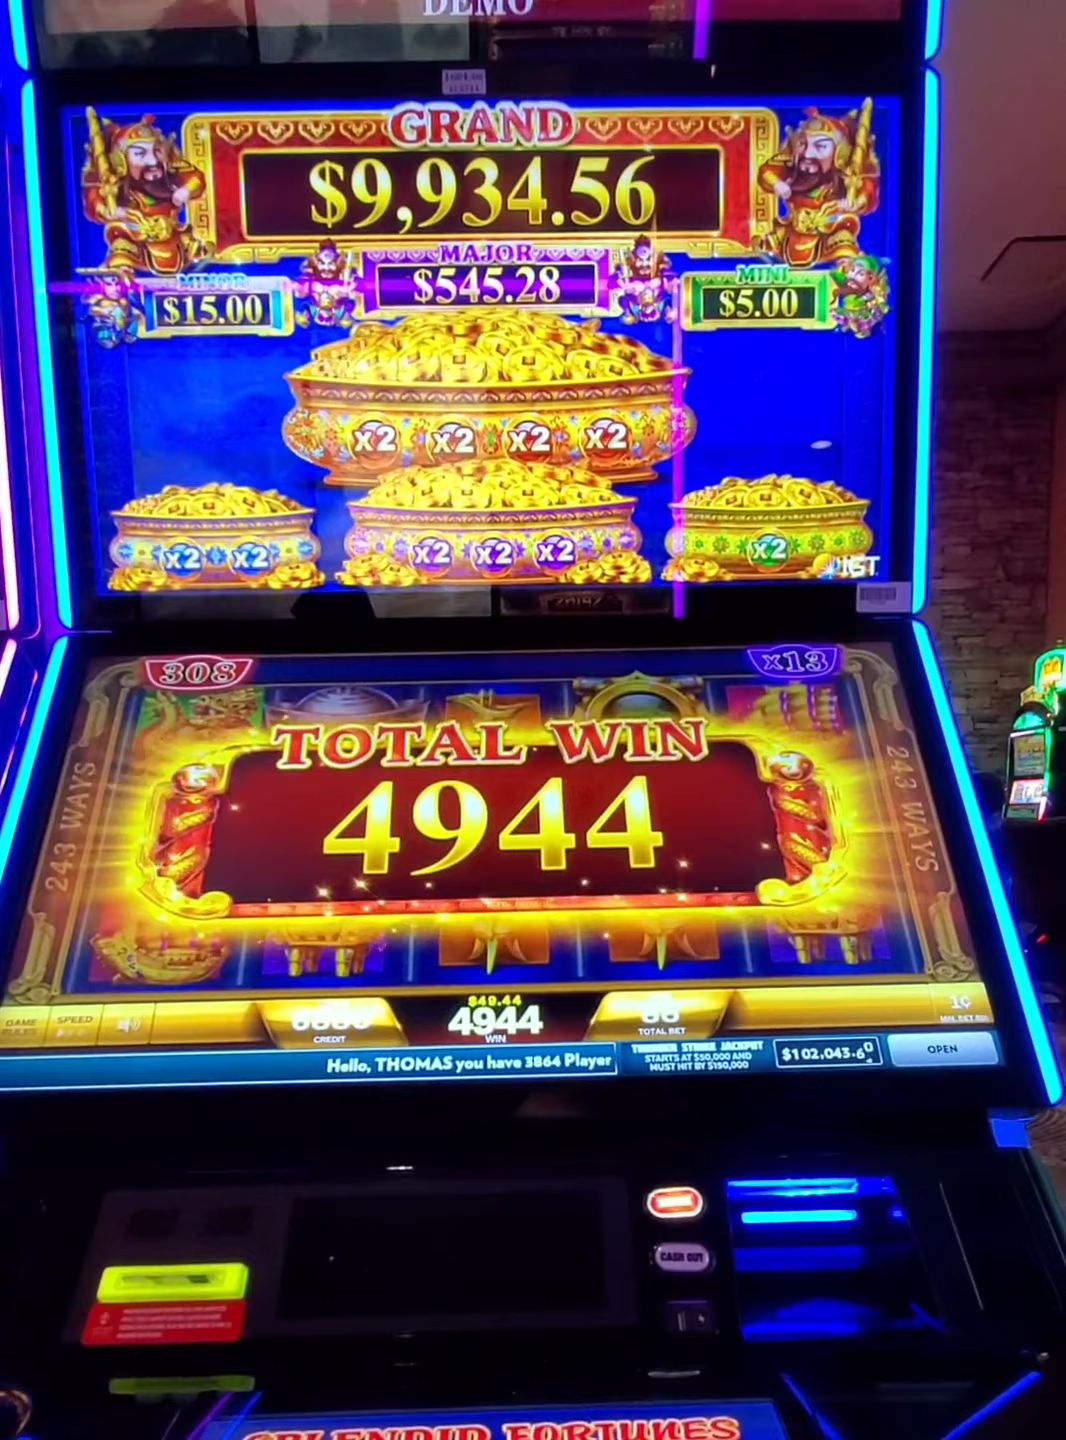 DEMO
GRAND
$9,934.56
MAJOR
$545.28
MINOR
$15.00
MINI
$5.00
x2 x2 x2 x2
x2 x2
x2 x2 x2
x2
IGT
308
x13
TOTAL WIN
4944
243 WAYS
243 WAYS
GAME RULES
SPEED
CREDIT
$49.44
4944
WIN
TOTAL BET
1¢
Hello, THOMAS you have 3864 Player
THUNDER STRIKE JACKPOT
STARTS AT $50,000 AND
MUST HIT BY $150,000
$102,043.6
OPEN
CASH OUT
SPLENDID FORTUNES